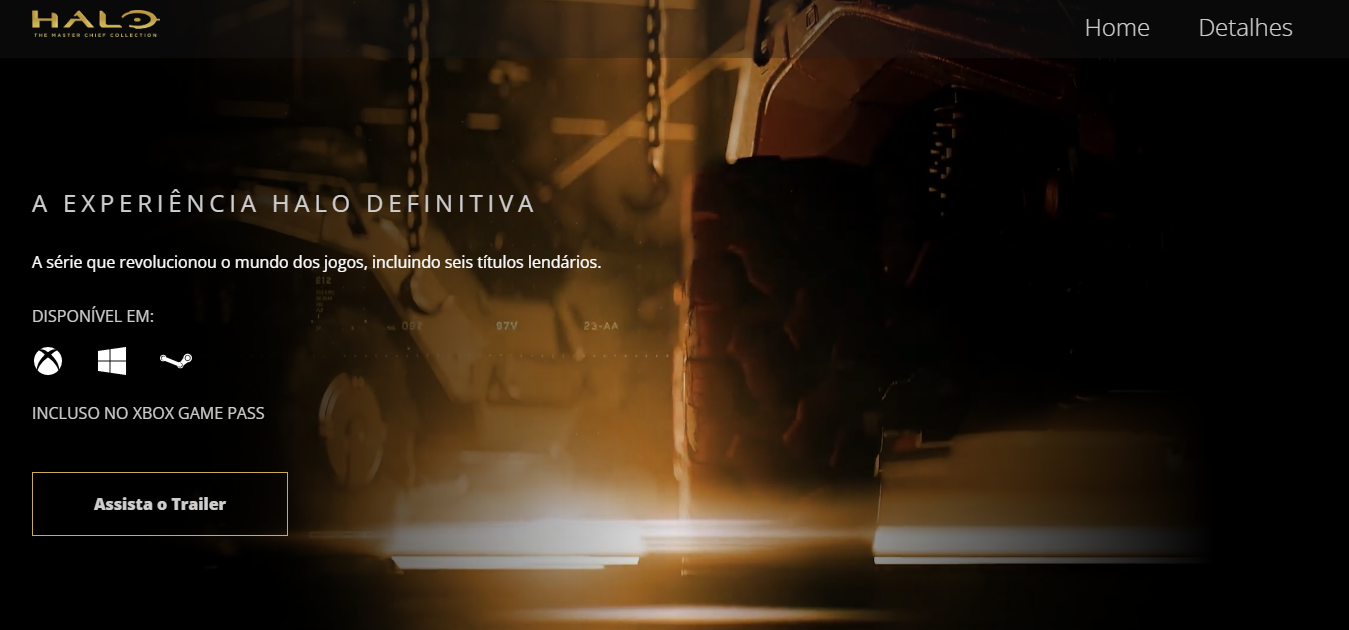 HALO
THE MASTER CHIEF COLLECTION
Home
Detalhes
A EXPERIÊNCIA HALO DEFINITIVA
A série que revolucionou o mundo dos jogos, incluindo seis títulos lendários.
DISPONÍVEL EM:
97V
23-AA
INCLUSO NO XBOX GAME PASS
Assista o Trailer